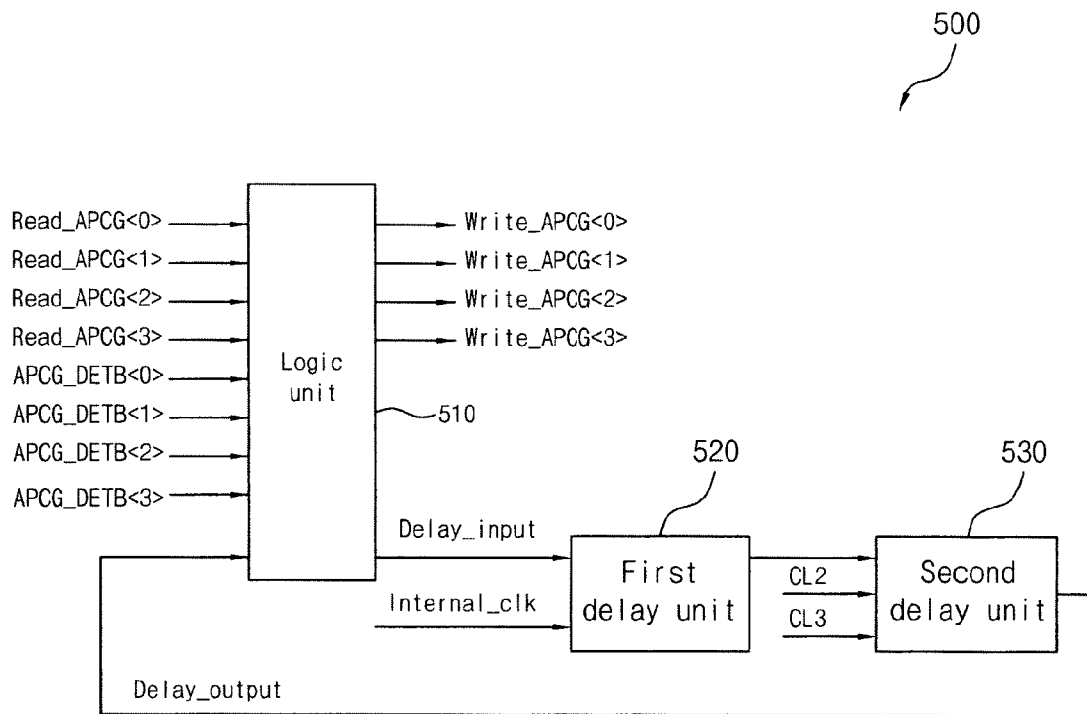 500
Read_APCG<0>
Write_APCG<0>
Read_APCG<1>
Write_APCG<1>
Read_APCG<2>
Write_APCG<2>
Read_APCG<3>
Write_APCG<3>
Logic
unit
APCG_DETB<0>
APCG_DETB<1>
510
APCG_DETB<2>
APCG_DETB<3>
520
530
Delay_input
First
delay unit
CL2
Second
delay unit
Internal_clk
CL3
Delay_output